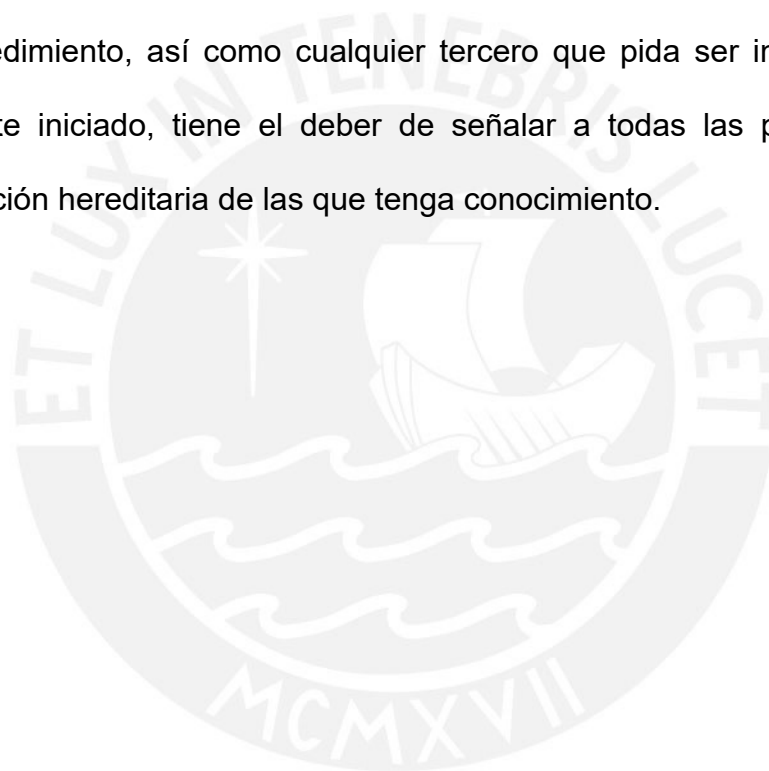 edimiento, así como cualquier tercero que pida ser in
te iniciado, tiene el deber de señalar a todas las p
ción hereditaria de las que tenga conocimiento.
ET LUX IN TENEBRIS LUCET
MCMXVII